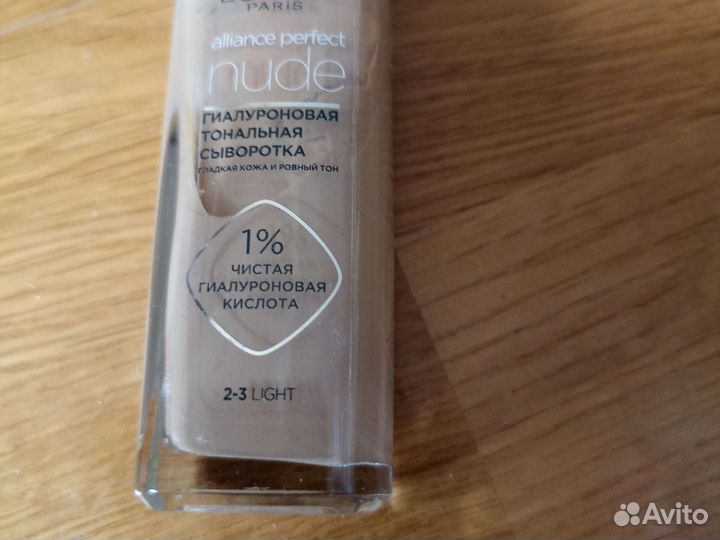 PARIS
alliance perfect
nude
ГИАЛУРОНОВАЯ
ТОНАЛЬНАЯ
СЫВОРОТКА
ГЛАДКАЯ КОЖА И РОВНЫЙ ТОН
1%
ЧИСТАЯ
ГИАЛУРОНОВАЯ
КИСЛОТА
2-3 LIGHT
Avito